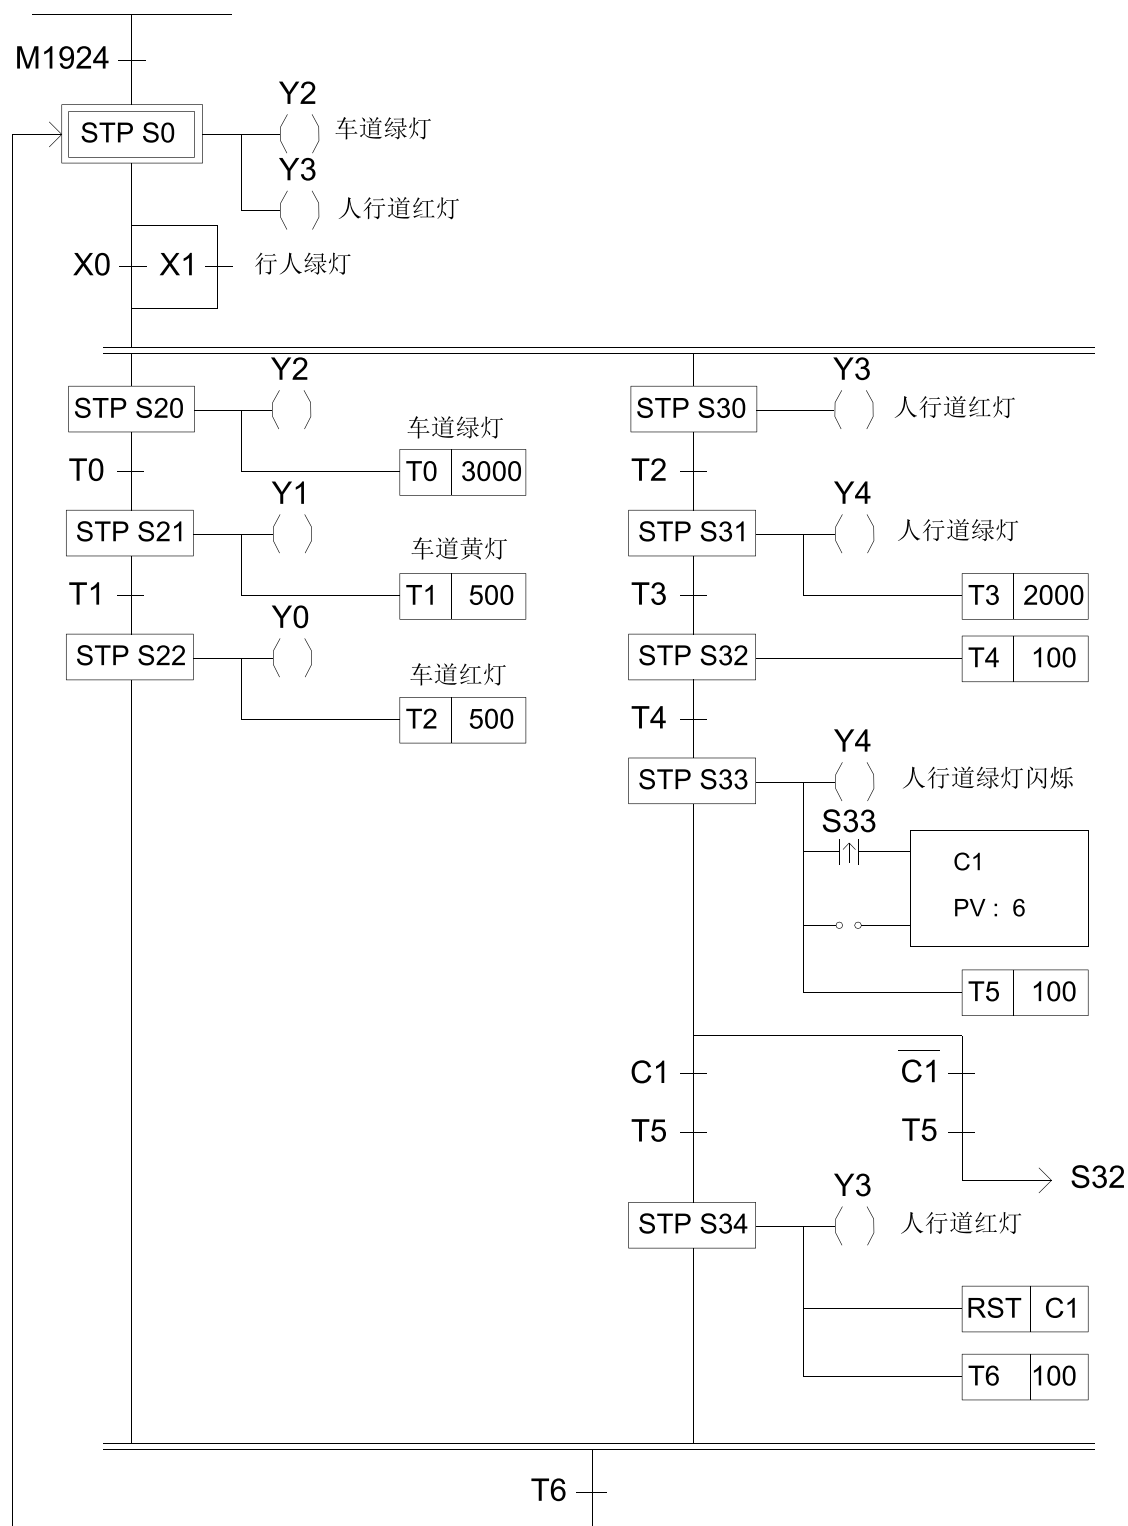 M1924
Y2
STP S0
车道绿灯
Y3
人行道红灯
X0
X1
行人绿灯
Y2
STP S20
车道绿灯
T0
T0 3000
Y1
STP S21
车道黄灯
T1
T1 500
Y0
STP S22
车道红灯
T2 500
Y3
STP S30
人行道红灯
T2
Y4
STP S31
人行道绿灯
T3
T3 2000
STP S32
T4 100
T4
Y4
STP S33
人行道绿灯闪烁
S33
C1
PV : 6
T5 100
C1
C1
T5
T5
S32
Y3
STP S34
人行道红灯
RST C1
T6 100
T6